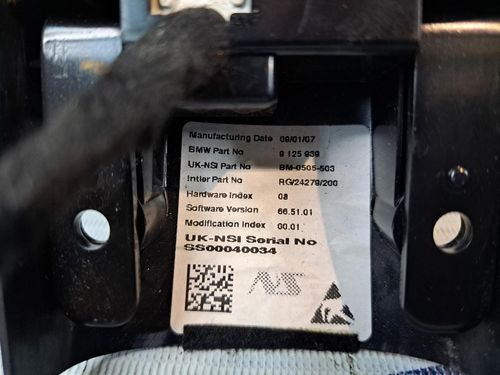 Manufacturing Date 09/01/07
BMW Part No 9 125 939
UK-NSI Part No BM-0505-503
Intier Part No RG/24279/200
Hardware Index 08
Software Version 66.51.01
Modification Index 00.01
UK-NSI Serial No
SS00040034
NS